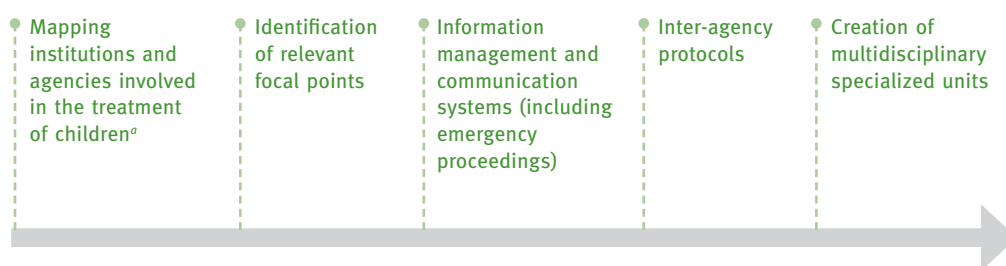 Mapping
institutions and
agencies involved
in the treatment
of childrenᵃ
Identification
of relevant
focal points
Information
management and
communication
systems (including
emergency
proceedings)
Inter-agency
protocols
Creation of
multidisciplinary
specialized units